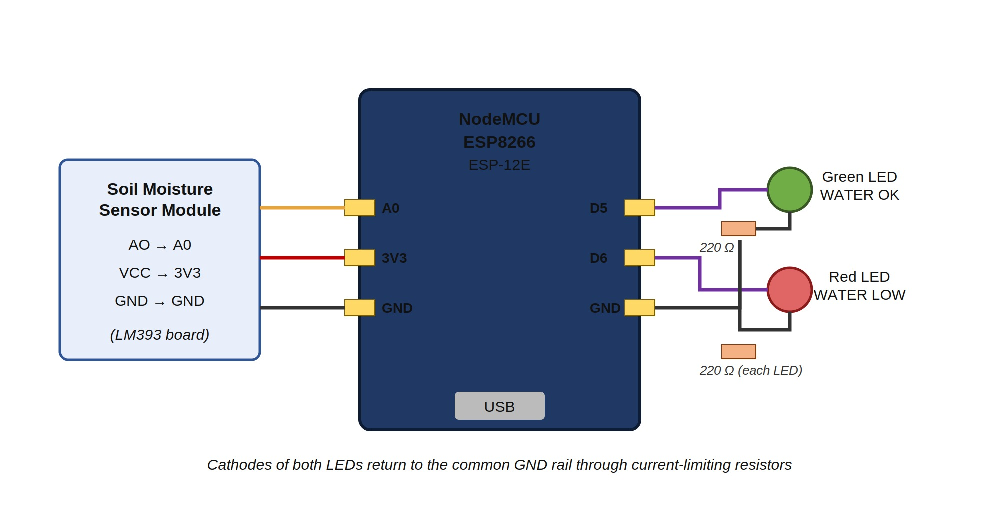 NodeMCU
ESP8266
ESP-12E
Soil Moisture
Sensor Module
AO → A0
VCC → 3V3
GND → GND
(LM393 board)
A0
3V3
GND
D5
D6
GND
USB
Green LED
WATER OK
220 Ω
Red LED
WATER LOW
220 Ω (each LED)
Cathodes of both LEDs return to the common GND rail through current-limiting resistors